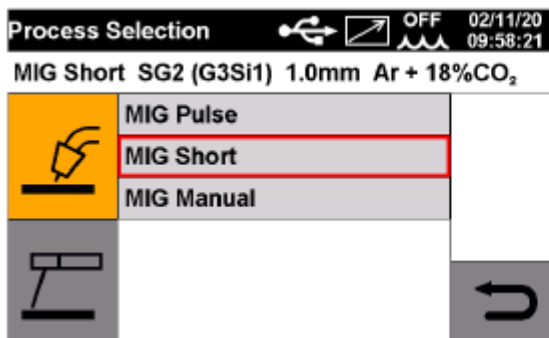 Process Selection OFF 02/11/20
09:58:21
MIG Short SG2 (G3Si1) 1.0mm Ar + 18%CO₂
MIG Pulse
MIG Short
MIG Manual